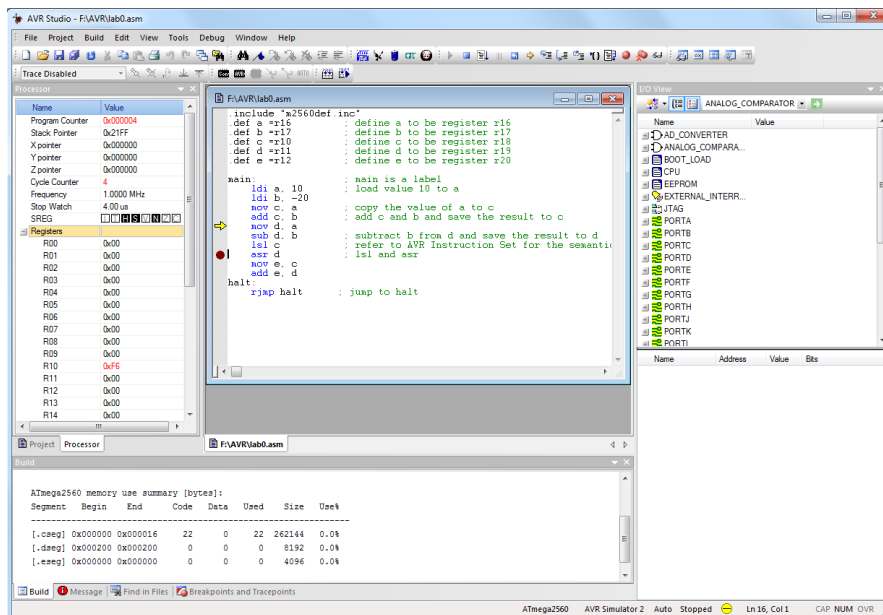 AVR Studio - F:\AVR\lab0.asm
File Project Build Edit View Tools Debug Window Help
Trace Disabled
Processor
Name Value
Program Counter 0x000004
Stack Pointer 0x21FF
X pointer 0x000000
Y pointer 0x000000
Z pointer 0x000000
Cycle Counter 4
Frequency 1.0000 MHz
Stop Watch 4.00 us
SREG I T H S V N Z C
Registers
R00 0x00
R01 0x00
R02 0x00
R03 0x00
R04 0x00
R05 0x00
R06 0x00
R07 0x00
R08 0x00
R09 0x00
R10 0xF6
R11 0x00
R12 0x00
R13 0x00
R14 0x00
Project Processor
F:\AVR\lab0.asm
.include "m2560def.inc"
.def a =r16 ; define a to be register r16
.def b =r17 ; define b to be register r17
.def c =r10 ; define c to be register r18
.def d =r11 ; define d to be register r19
.def e =r12 ; define e to be register r20
main: ; main is a label
ldi a, 10 ; load value 10 to a
ldi b, -20
mov c, a ; copy the value of a to c
add c, b ; add c and b and save the result to c
mov d, a
sub d, b ; subtract b from d and save the result to d
lsl c ; refer to AVR Instruction Set for the semantic
asr d ; lsl and asr
mov e, c
add e, d
halt:
rjmp halt ; jump to halt
F:\AVR\lab0.asm
I/O View
ANALOG_COMPARATOR
Name Value
AD_CONVERTER
ANALOG_COMPARA...
BOOT_LOAD
CPU
EEPROM
EXTERNAL_INTERR...
JTAG
PORTA
PORTB
PORTC
PORTD
PORTE
PORTF
PORTG
PORTH
PORTJ
PORTK
PORTL
Name Address Value Bits
Build
ATmega2560 memory use summary [bytes]:
Segment Begin End Code Data Used Size Use%
---------------------------------------------------------------
[.cseg] 0x000000 0x000016 22 0 22 262144 0.0%
[.dseg] 0x000200 0x000200 0 0 0 8192 0.0%
[.eseg] 0x000000 0x000000 0 0 0 4096 0.0%
Build Message Find in Files Breakpoints and Tracepoints
ATmega2560 AVR Simulator 2 Auto Stopped Ln 16, Col 1 CAP NUM OVR